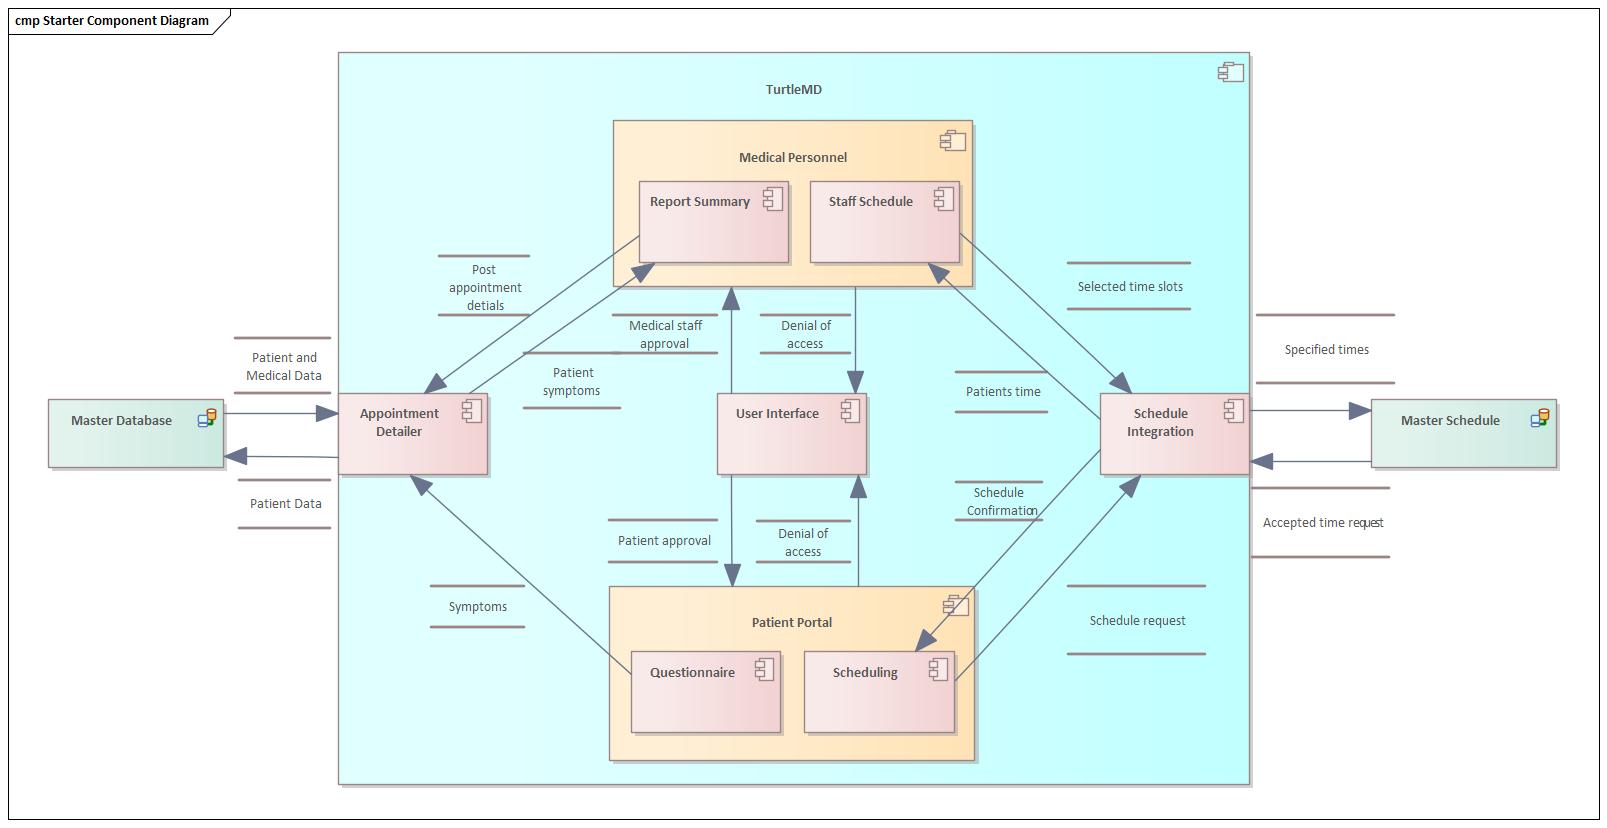 cmp Starter Component Diagram
TurtleMD
Medical Personnel
Report Summary
Staff Schedule
Post
appointment
detials
Selected time slots
Medical staff
approval
Denial of
access
Patient and
Medical Data
Specified times
Patient
symptoms
Patients time
Master Database
Appointment
Detailer
User Interface
Schedule
Integration
Master Schedule
Patient Data
Schedule
Confirmation
Accepted time request
Patient approval
Denial of
access
Symptoms
Schedule request
Patient Portal
Questionnaire
Scheduling